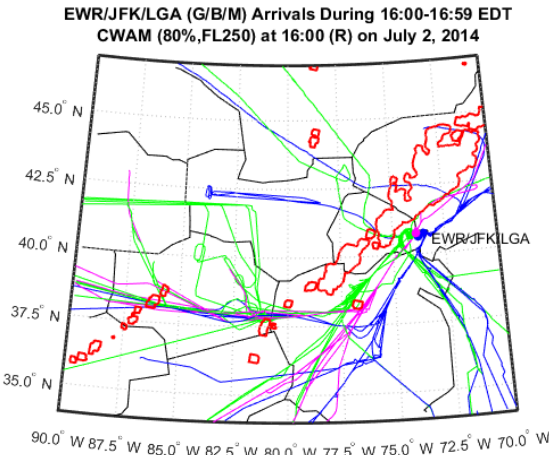 EWR/JFK/LGA (G/B/M) Arrivals During 16:00-16:59 EDT
CWAM (80%,FL250) at 16:00 (R) on July 2, 2014
45.0° N
42.5° N
40.0° N
37.5° N
35.0° N
EWR/JFK/LGA
90.0° W 87.5° W 85.0° W 82.5° W 80.0° W 77.5° W 75.0° W 72.5° W 70.0° W